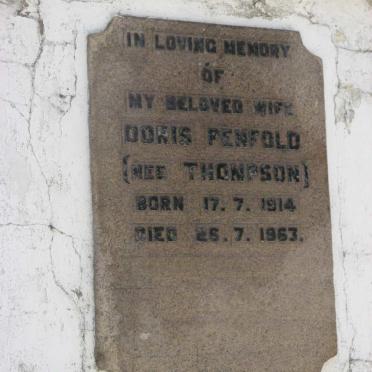 IN LOVING MEMORY
OF
MY BELOVED WIFE
DORIS PENFOLD
(NEE THOMPSON)
BORN 17. 7. 1914
DIED 26. 7. 1963.